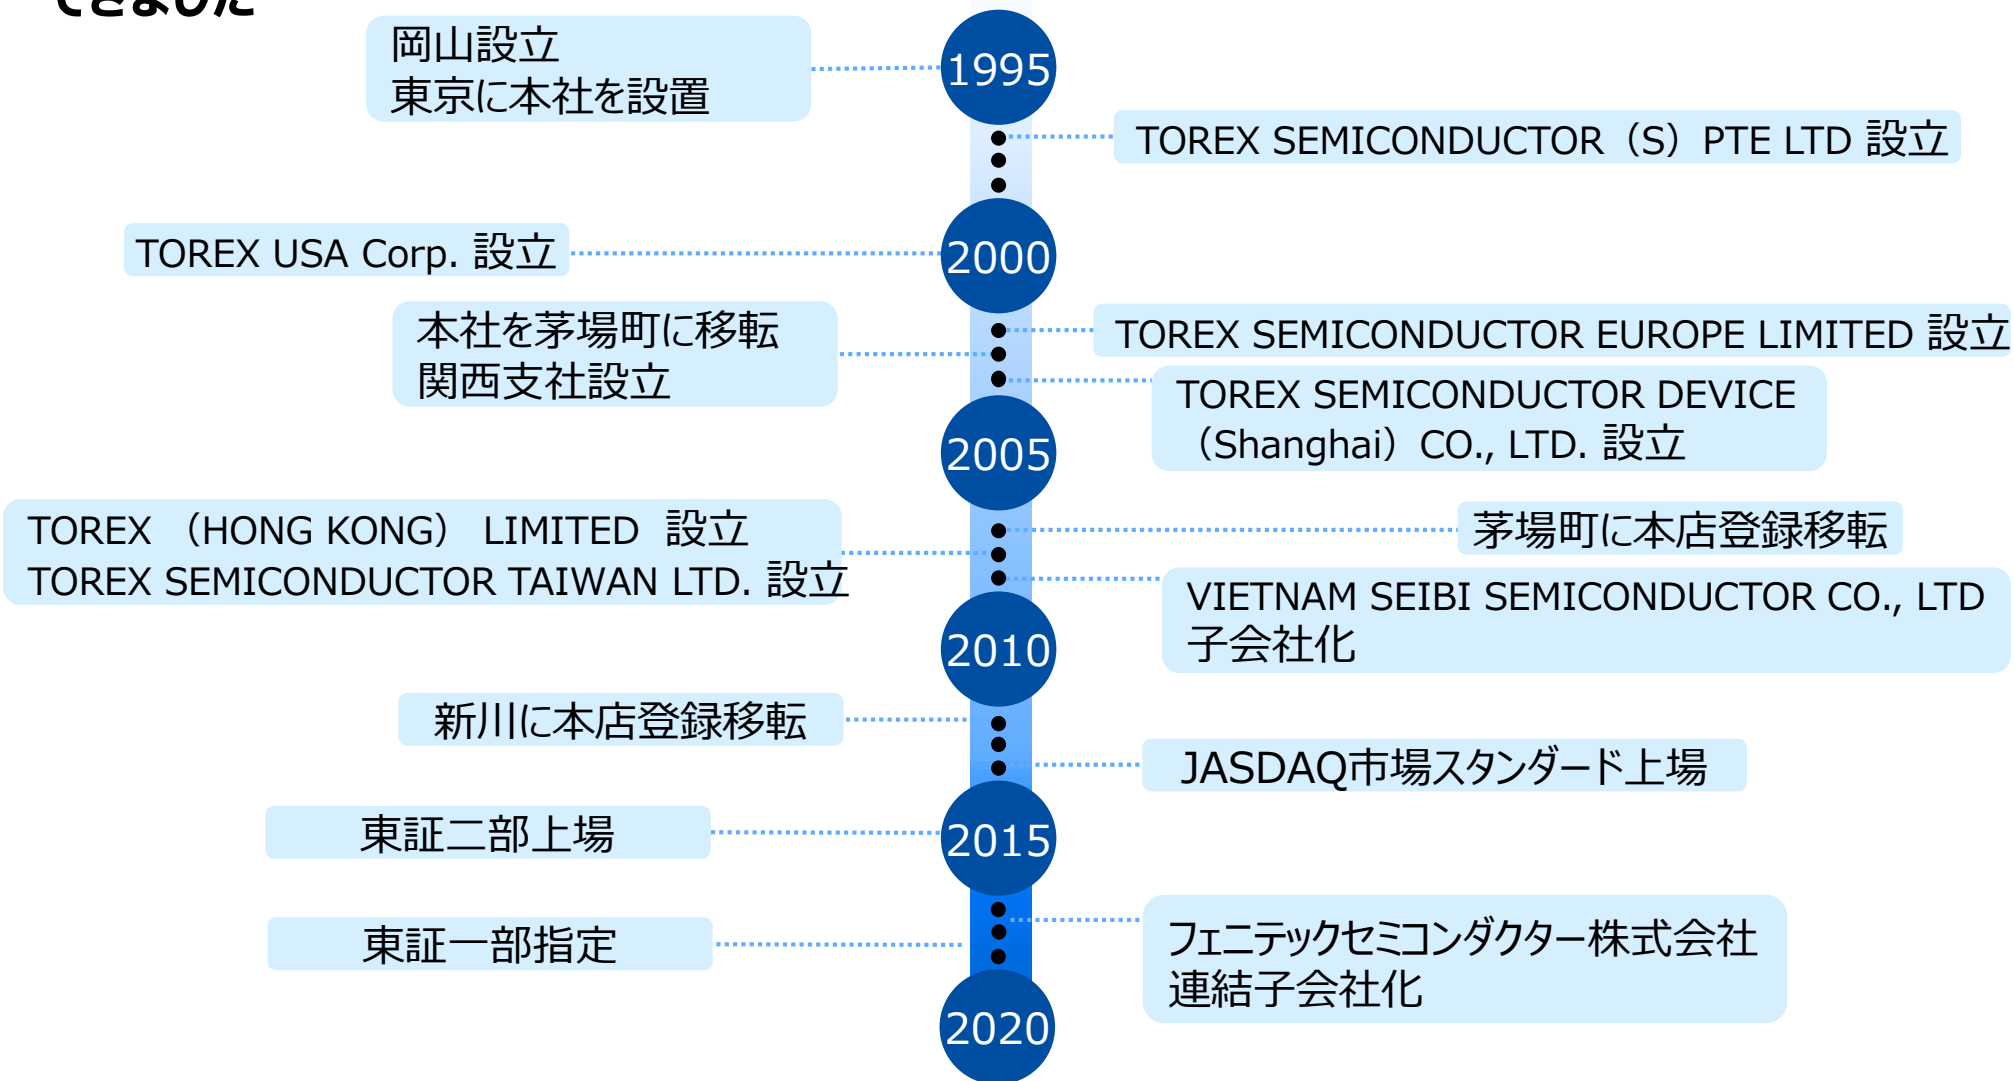 てきました
岡山設立
東京に本社を設置
1995
TOREX SEMICONDUCTOR（S）PTE LTD 設立
TOREX USA Corp. 設立
2000
本社を茅場町に移転
関西支社設立
TOREX SEMICONDUCTOR EUROPE LIMITED 設立
TOREX SEMICONDUCTOR DEVICE
（Shanghai）CO., LTD. 設立
2005
TOREX （HONG KONG） LIMITED 設立
TOREX SEMICONDUCTOR TAIWAN LTD. 設立
茅場町に本店登録移転
VIETNAM SEIBI SEMICONDUCTOR CO., LTD
子会社化
2010
新川に本店登録移転
JASDAQ市場スタンダード上場
東証二部上場
2015
東証一部指定
フェニテックセミコンダクター株式会社
連結子会社化
2020